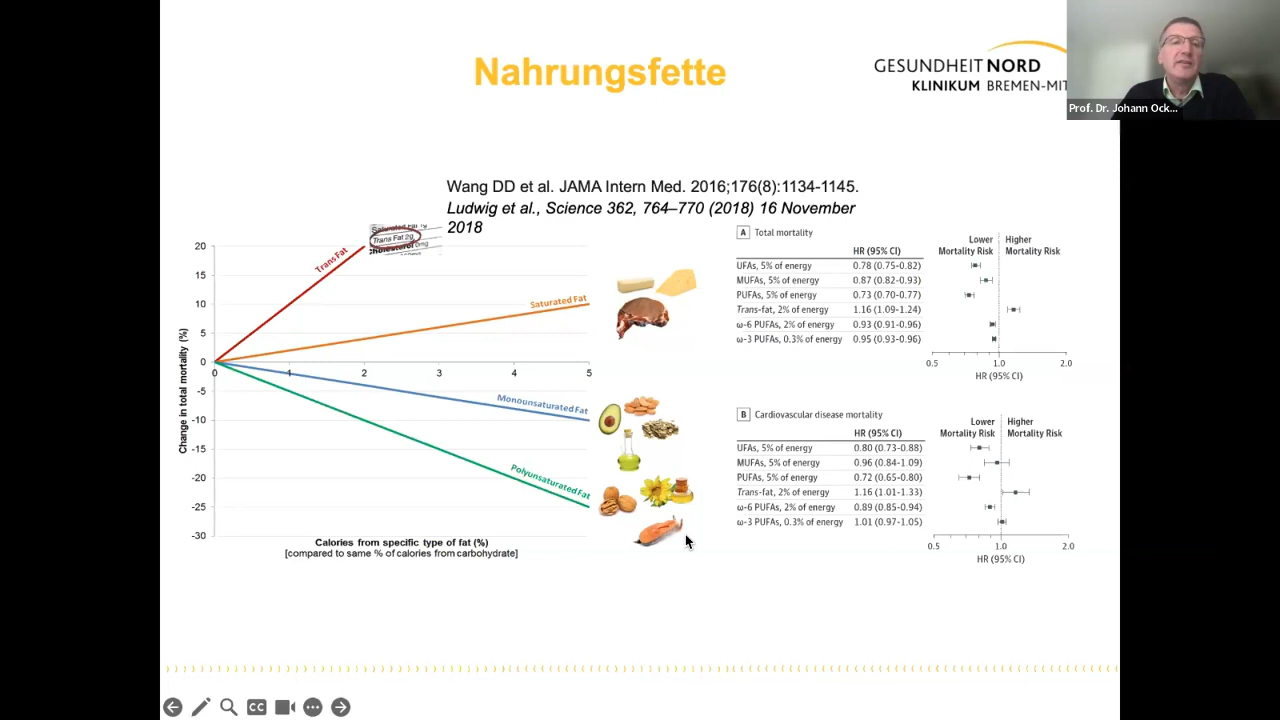 Nahrungsfette
GESUNDHEIT NORD
KLINIKUM BREMEN-MIT
Prof. Dr. Johann Ock...
Wang DD et al. JAMA Intern Med. 2016;176(8):1134-1145.
Ludwig et al., Science 362, 764–770 (2018) 16 November
2018
Trans Fat 2g
Change in total mortality (%)
20
15
10
5
0
-5
-10
-15
-20
-25
-30
0 1 2 3 4 5
Trans Fat
Saturated Fat
Monounsaturated Fat
Polyunsaturated Fat
Calories from specific type of fat (%)
[compared to same % of calories from carbohydrate]
A Total mortality
HR (95% CI)
Lower Mortality Risk
Higher Mortality Risk
UFAs, 5% of energy 0.78 (0.75-0.82)
MUFAs, 5% of energy 0.87 (0.82-0.93)
PUFAs, 5% of energy 0.73 (0.70-0.77)
Trans-fat, 2% of energy 1.16 (1.09-1.24)
ω-6 PUFAs, 2% of energy 0.93 (0.91-0.96)
ω-3 PUFAs, 0.3% of energy 0.95 (0.93-0.96)
0.5 1.0 2.0
HR (95% CI)
B Cardiovascular disease mortality
HR (95% CI)
Lower Mortality Risk
Higher Mortality Risk
UFAs, 5% of energy 0.80 (0.73-0.88)
MUFAs, 5% of energy 0.96 (0.84-1.09)
PUFAs, 5% of energy 0.72 (0.65-0.80)
Trans-fat, 2% of energy 1.16 (1.01-1.33)
ω-6 PUFAs, 2% of energy 0.89 (0.85-0.94)
ω-3 PUFAs, 0.3% of energy 1.01 (0.97-1.05)
0.5 1.0 2.0
HR (95% CI)
CC